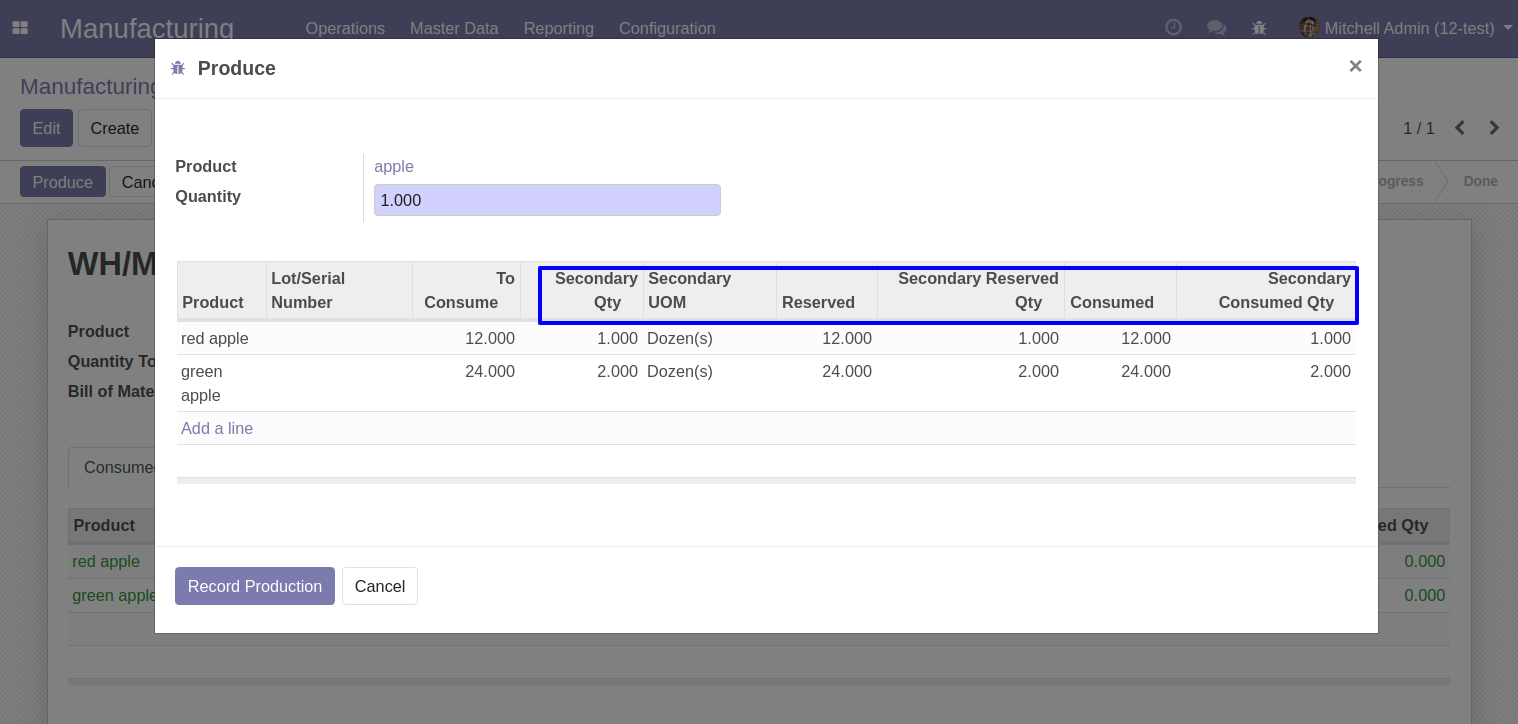 Manufacturing Operations Master Data Reporting Configuration Mitchell Admin (12-test)
Produce ×
Manufacturing
Edit Create 1 / 1
Produce Canc ogress Done
Product apple
Quantity 1.000
WH/M
Product
Quantity To
Bill of Mate
Product Lot/Serial Number To Consume Secondary Qty Secondary UOM Reserved Secondary Reserved Qty Consumed Secondary Consumed Qty
red apple 12.000 1.000 Dozen(s) 12.000 1.000 12.000 1.000
green apple 24.000 2.000 Dozen(s) 24.000 2.000 24.000 2.000
Add a line
Consumed
Product ed Qty
red apple 0.000
green apple 0.000
Record Production Cancel